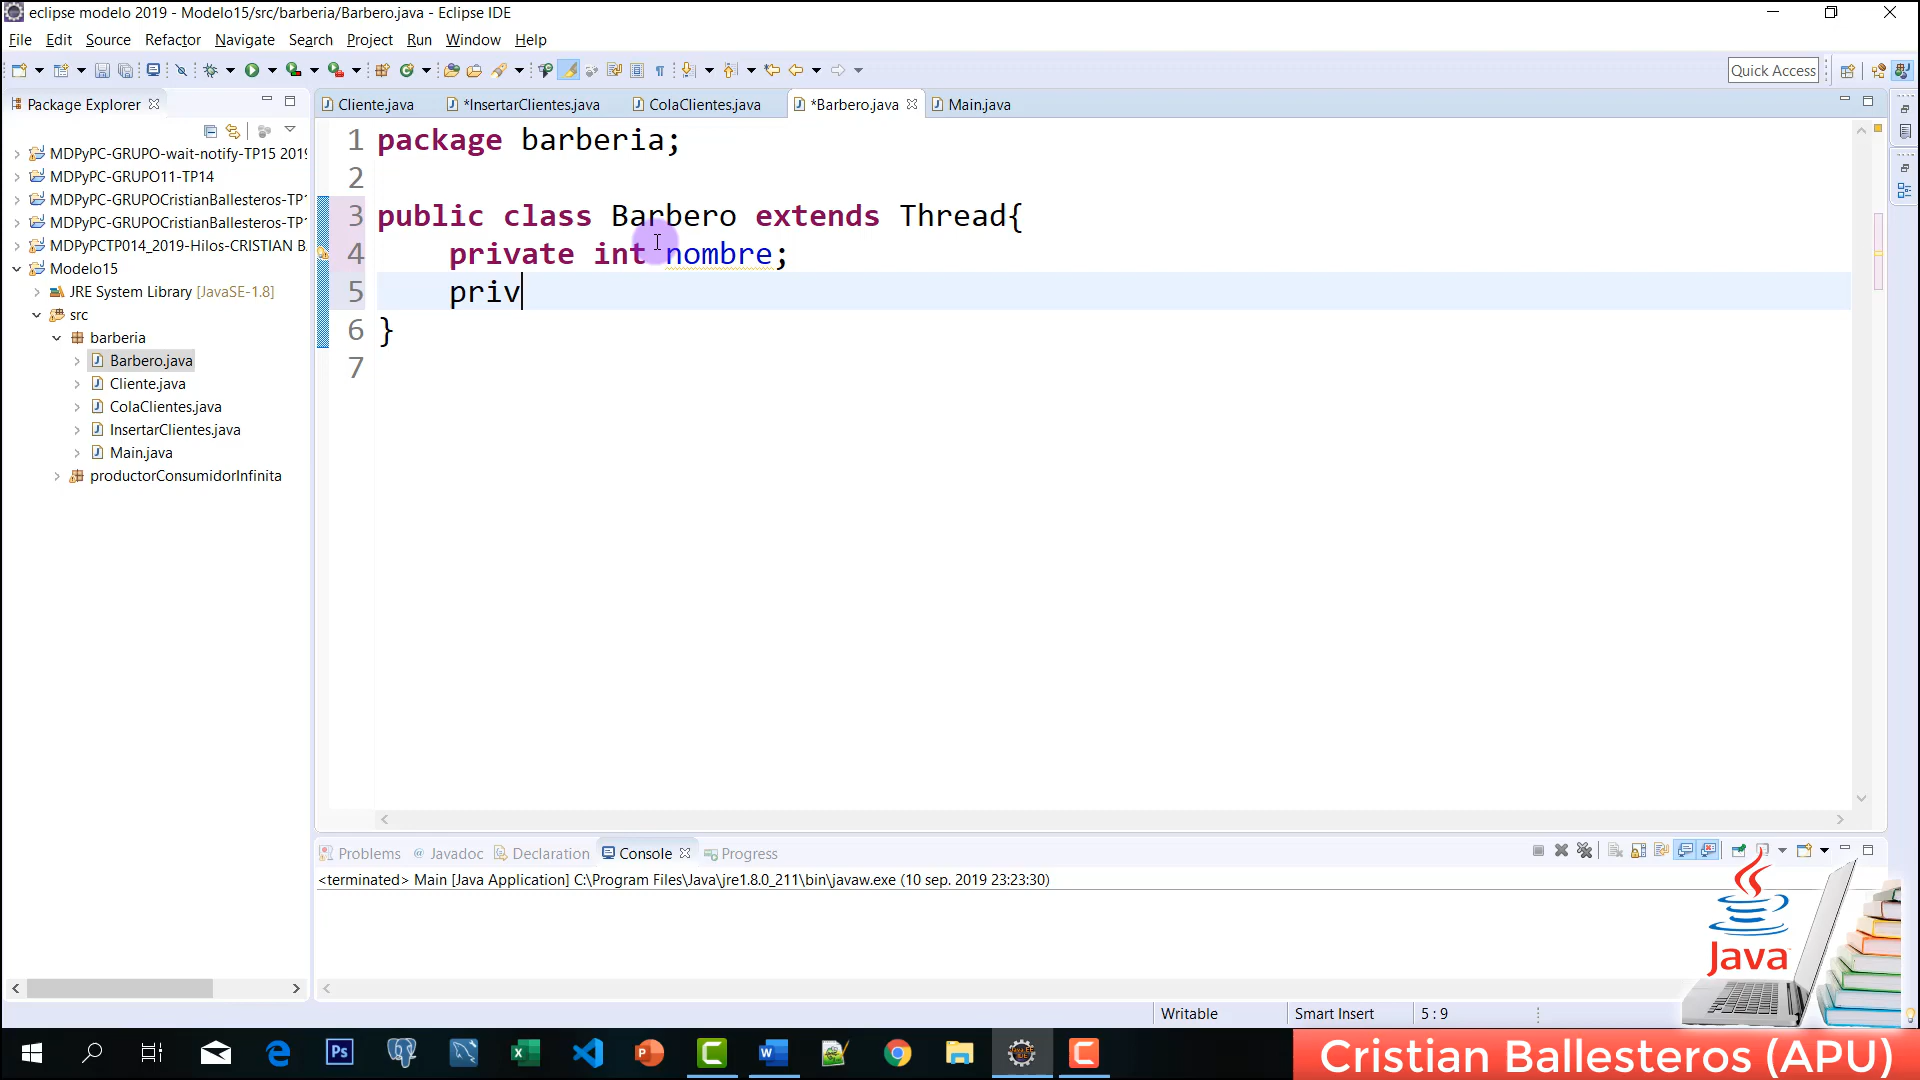 eclipse modelo 2019 - Modelo15/src/barberia/Barbero.java - Eclipse IDE
File Edit Source Refactor Navigate Search Project Run Window Help
Quick Access
Package Explorer
Cliente.java *InsertarClientes.java ColaClientes.java *Barbero.java Main.java
MDPyPC-GRUPO-wait-notify-TP15 2019
MDPyPC-GRUPO11-TP14
MDPyPC-GRUPOCristianBallesteros-TP
MDPyPC-GRUPOCristianBallesteros-TP
MDPyPCTP014_2019-Hilos-CRISTIAN B
Modelo15
JRE System Library [JavaSE-1.8]
src
barberia
Barbero.java
Cliente.java
ColaClientes.java
InsertarClientes.java
Main.java
productorConsumidorInfinita
1 package barberia;
2
3 public class Barbero extends Thread{
4 private int nombre;
5 priv
6 }
7
Problems @ Javadoc Declaration Console Progress
<terminated> Main [Java Application] C:\Program Files\Java\jre1.8.0_211\bin\javaw.exe (10 sep. 2019 23:23:30)
Java
Writable Smart Insert 5 : 9
Ps
Cristian Ballesteros (APU)